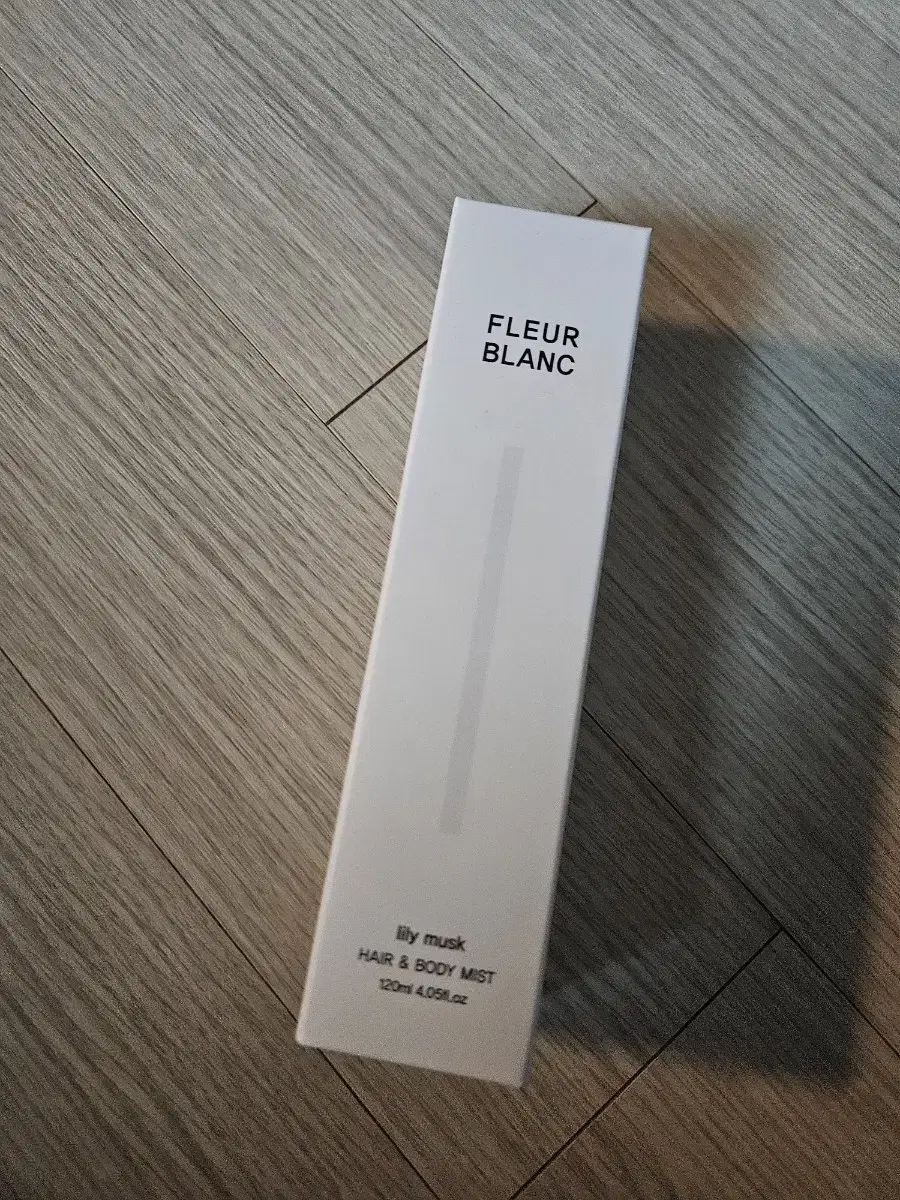 FLEUR
BLANC
lily musk
HAIR & BODY MIST
120ml 4.05fl.oz